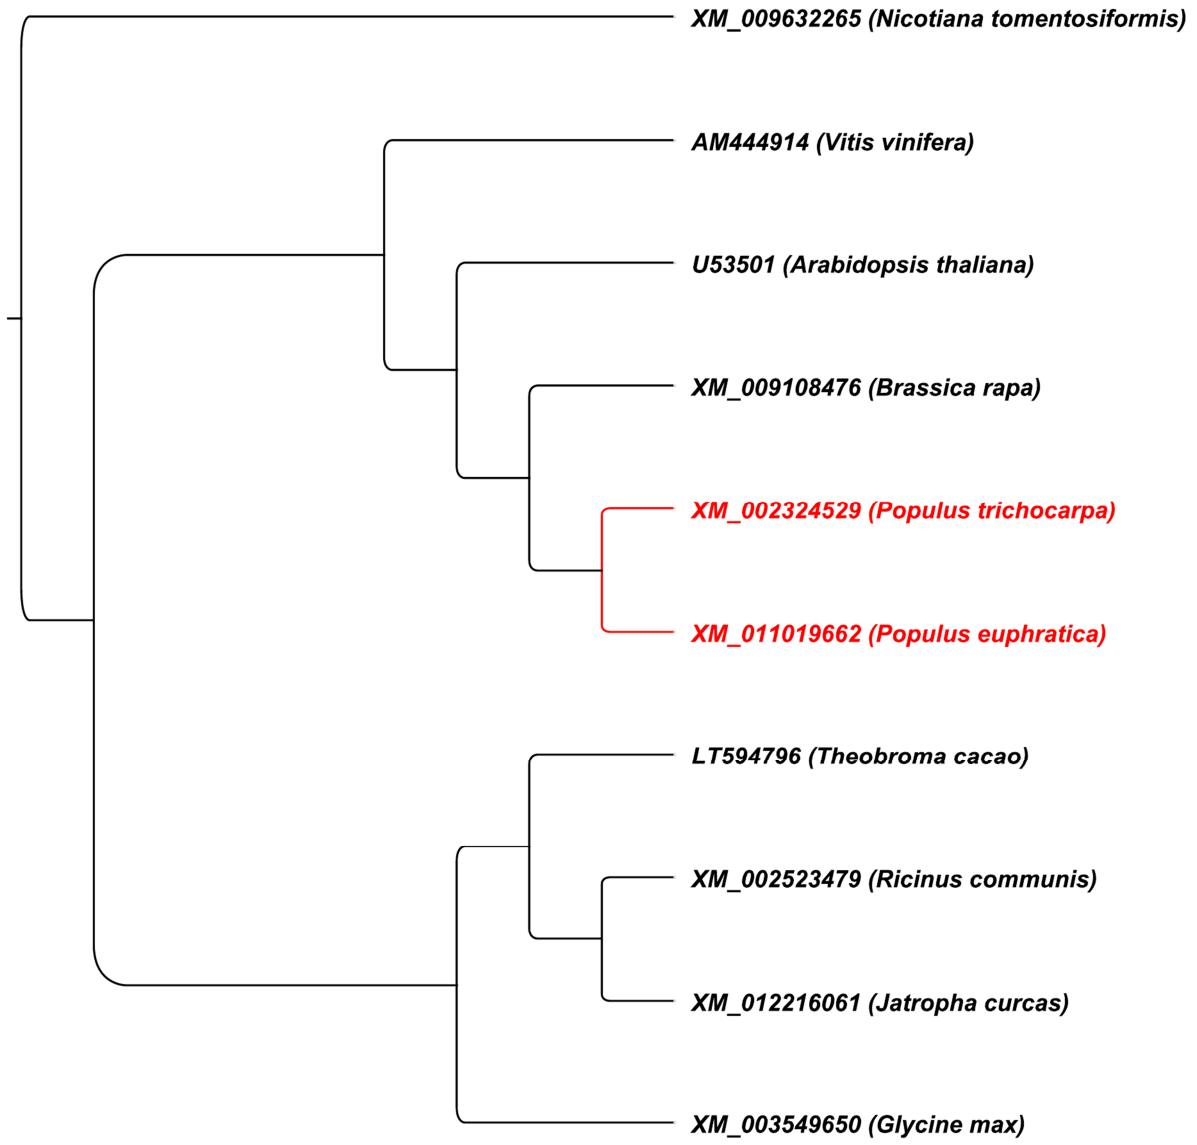 XM_009632265 (Nicotiana tomentosiformis)
AM444914 (Vitis vinifera)
U53501 (Arabidopsis thaliana)
XM_009108476 (Brassica rapa)
XM_002324529 (Populus trichocarpa)
XM_011019662 (Populus euphratica)
LT594796 (Theobroma cacao)
XM_002523479 (Ricinus communis)
XM_012216061 (Jatropha curcas)
XM_003549650 (Glycine max)